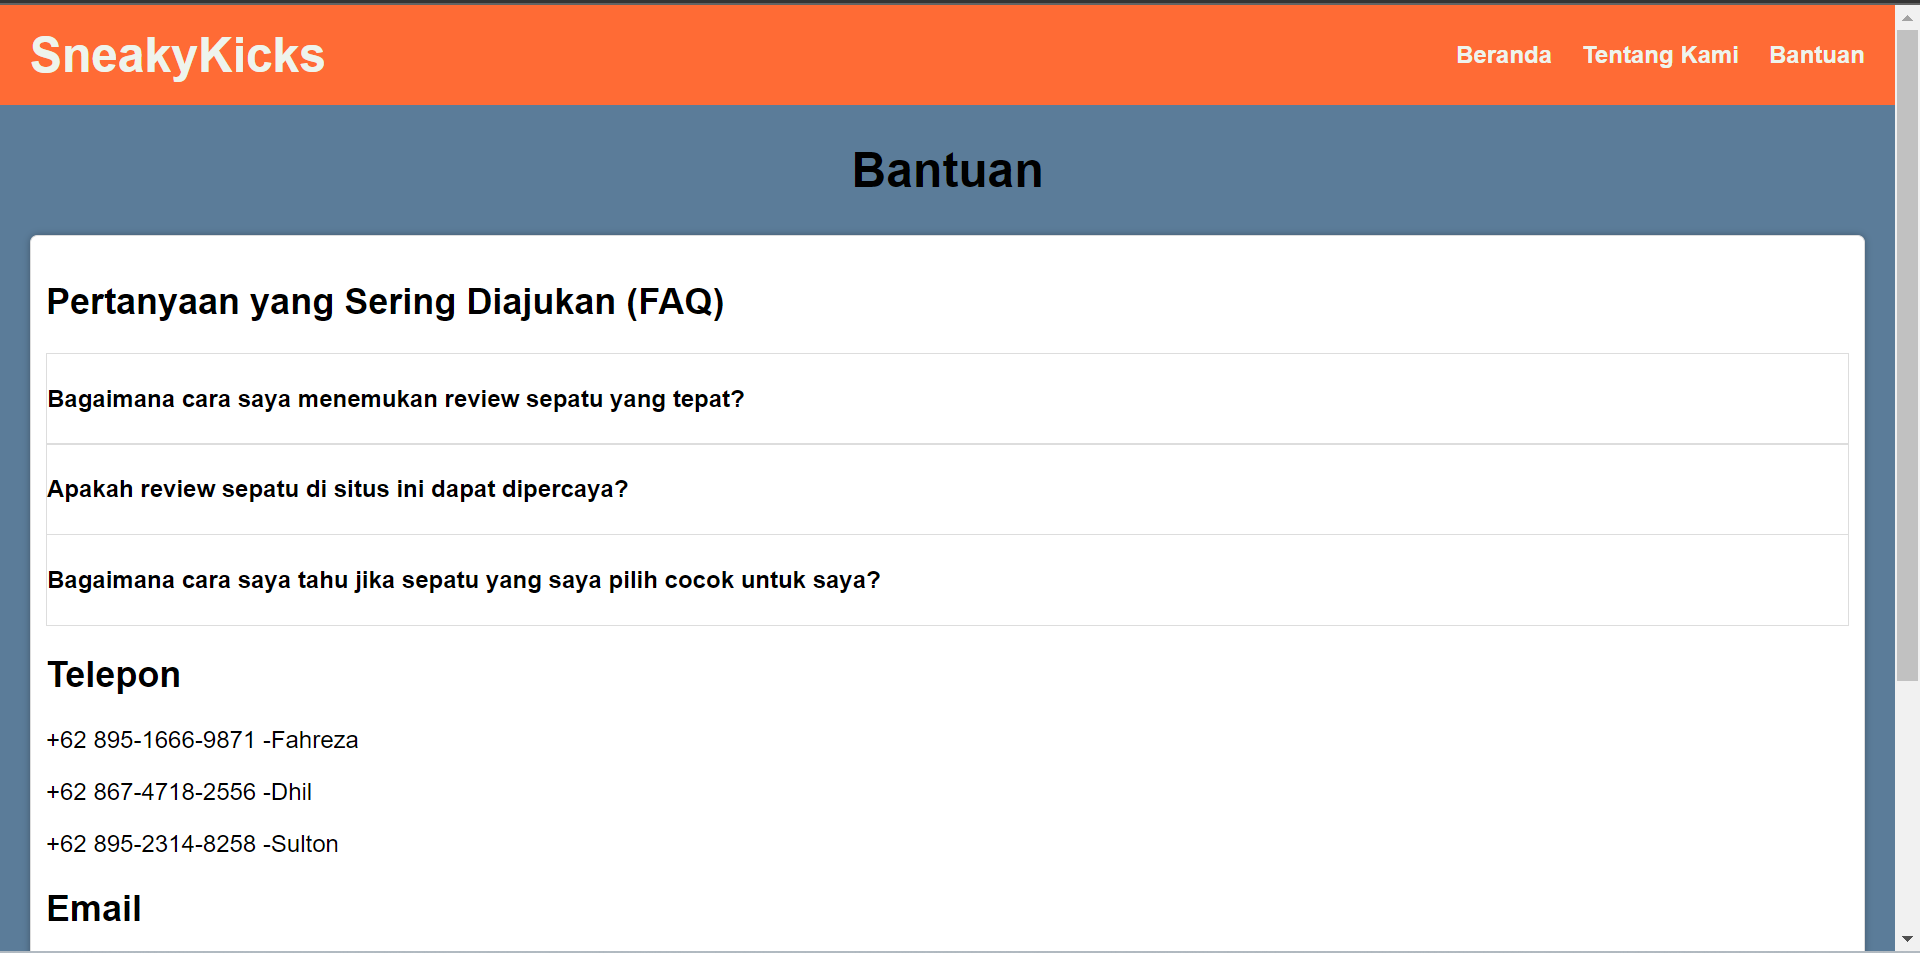 SneakyKicks
Beranda Tentang Kami Bantuan
Bantuan
Pertanyaan yang Sering Diajukan (FAQ)
Bagaimana cara saya menemukan review sepatu yang tepat?
Apakah review sepatu di situs ini dapat dipercaya?
Bagaimana cara saya tahu jika sepatu yang saya pilih cocok untuk saya?
Telepon
+62 895-1666-9871 -Fahreza
+62 867-4718-2556 -Dhil
+62 895-2314-8258 -Sulton
Email